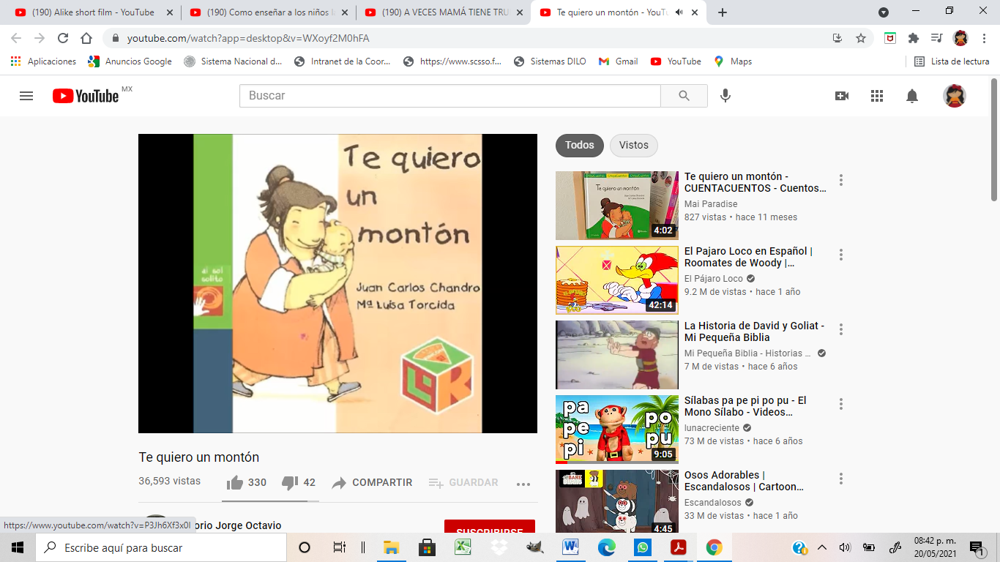 (190) Alike short film - YouTube
(190) Como enseñar a los niños l
(190) A VECES MAMÁ TIENE TRU
Te quiero un montón - YouTu
youtube.com/watch?app=desktop&v=WXoyf2M0hFA
Aplicaciones
Anuncios Google
Sistema Nacional d...
Intranet de la Coor...
https://www.scsso.f...
Sistemas DILO
Gmail
YouTube
Maps
Lista de lectura
YouTube MX
Buscar
Te quiero
un
montón
al sol
solito
Juan Carlos Chandro
Mª Luisa Torcida
L
R
Te quiero un montón
36,593 vistas
330
42
COMPARTIR
GUARDAR
orio Jorge Octavio
SUSCRIBIRSE
https://www.youtube.com/watch?v=P3Jh6Xf3x0I
Todos
Vistos
Te quiero un montón
4:02
Te quiero un montón -
CUENTACUENTOS - Cuentos...
Mai Paradise
827 vistas • hace 11 meses
42:14
El Pajaro Loco en Español |
Roomates de Woody |...
El Pájaro Loco
9.2 M de vistas • hace 1 año
La Historia de David y Goliat -
Mi Pequeña Biblia
Mi Pequeña Biblia - Historias ...
7 M de vistas • hace 6 años
pa
pe
pi
po
pu
9:05
Sílabas pa pe pi po pu - El
Mono Sílabo - Videos...
lunacreciente
73 M de vistas • hace 6 años
BARE
4:45
Osos Adorables |
Escandalosos | Cartoon...
Escandalosos
33 M de vistas • hace 1 año
Escribe aquí para buscar
08:42 p. m.
20/05/2021
1